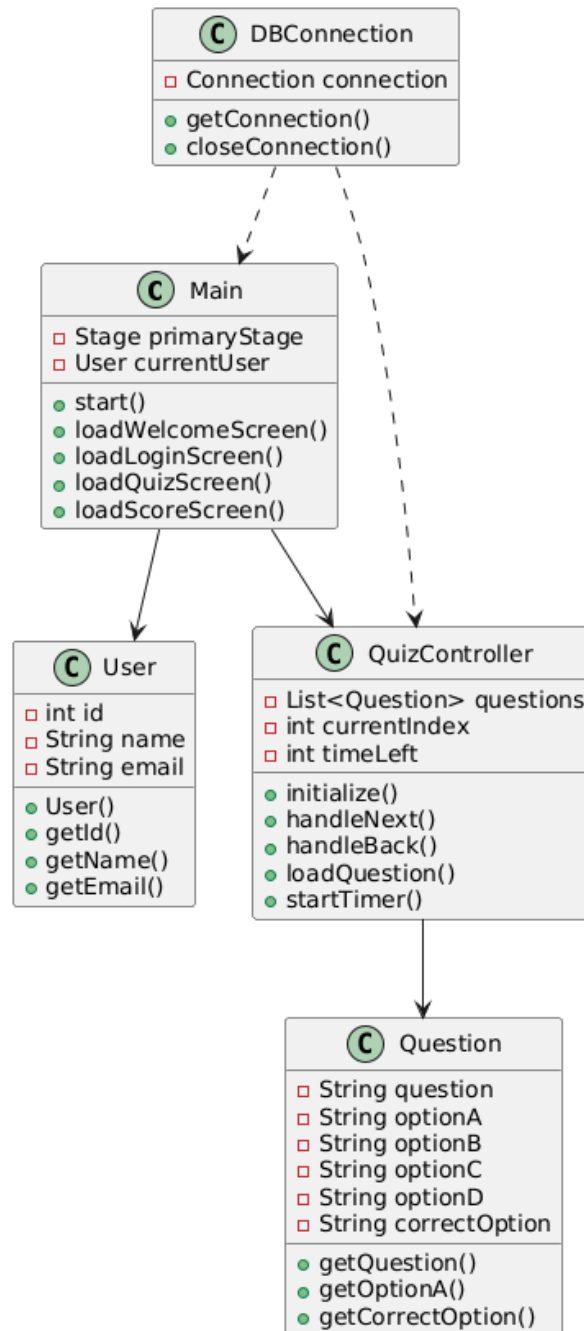 C DBConnection
Connection connection
getConnection()
closeConnection()
C Main
Stage primaryStage
User currentUser
start()
loadWelcomeScreen()
loadLoginScreen()
loadQuizScreen()
loadScoreScreen()
C User
int id
String name
String email
User()
getId()
getName()
getEmail()
C QuizController
List<Question> questions
int currentIndex
int timeLeft
initialize()
handleNext()
handleBack()
loadQuestion()
startTimer()
C Question
String question
String optionA
String optionB
String optionC
String optionD
String correctOption
getQuestion()
getOptionA()
getCorrectOption()